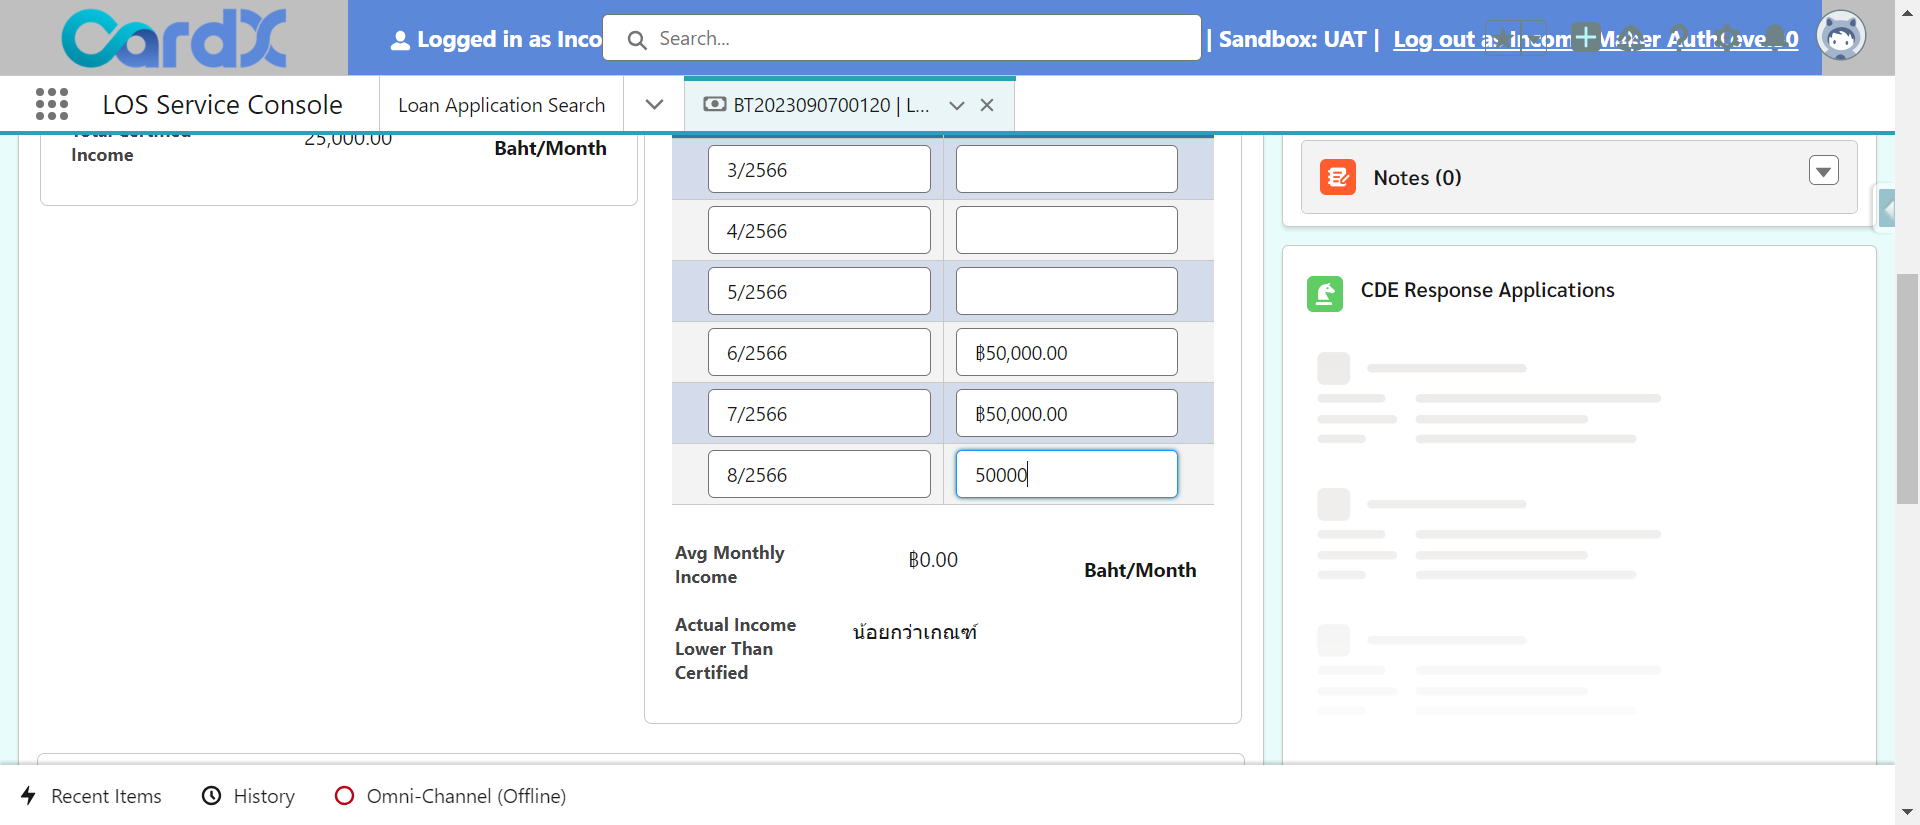 CardX
Logged in as Inco
Search...
| Sandbox: UAT |
Log out as Incom
Maker Auth
LOS Service Console
Loan Application Search
BT2023090700120 | L...
Income
25,000.00
Baht/Month
3/2566
4/2566
5/2566
6/2566
฿50,000.00
7/2566
฿50,000.00
8/2566
50000
Avg Monthly
Income
฿0.00
Baht/Month
Actual Income
Lower Than
Certified
น้อยกว่าเกณฑ์
Notes (0)
CDE Response Applications
Recent Items
History
Omni-Channel (Offline)